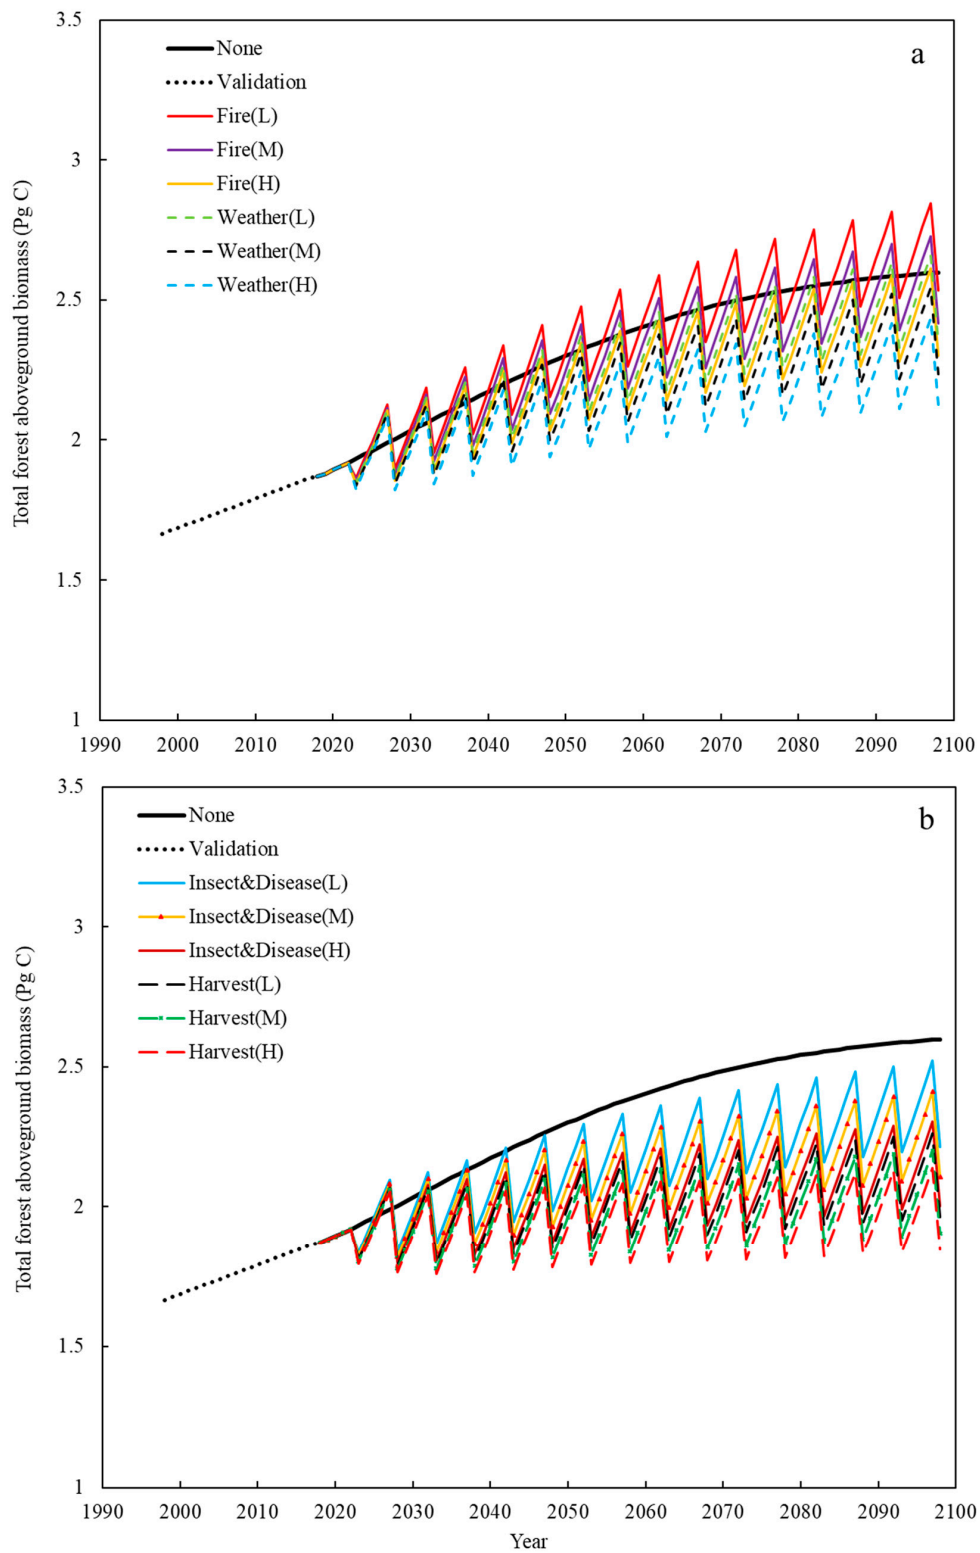 3.5
a
None
Validation
Fire(L)
3
Fire(M)
Fire(H)
Weather(L)
Weather(M)
Weather(H)
2.5
Total forest aboveground biomass (Pg C)
2
1.5
1
1990 2000 2010 2020 2030 2040 2050 2060 2070 2080 2090 2100
3.5
b
None
Validation
Insect&Disease(L)
Insect&Disease(M)
3
Insect&Disease(H)
Harvest(L)
Harvest(M)
Harvest(H)
2.5
Total forest aboveground biomass (Pg C)
2
1.5
1
1990 2000 2010 2020 2030 2040 2050 2060 2070 2080 2090 2100
Year